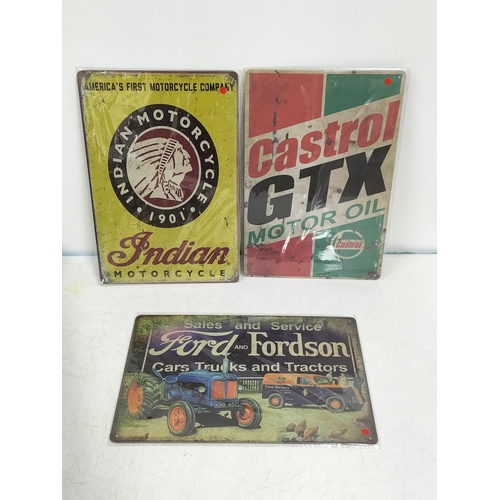 AMERICA'S FIRST MOTORCYCLE COMPANY
INDIAN MOTORCYCLE
1901
Indian
MOTORCYCLE
Castrol
GTX
MOTOR OIL
Castrol
Sales and Service
Ford AND Fordson
Cars Trucks and Tractors